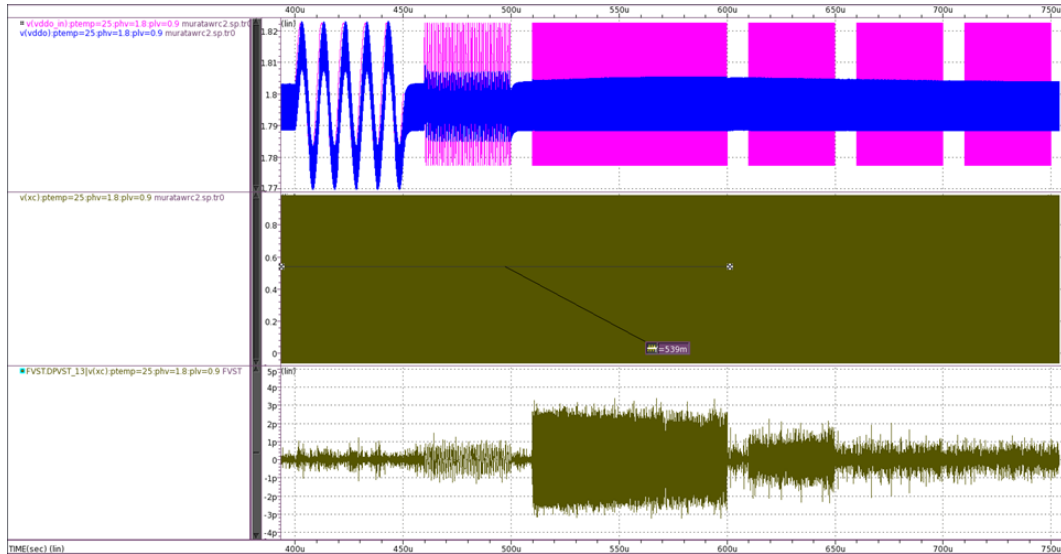 400u 450u 500u 550u 600u 650u 700u 750u
v(vddo_in):ptemp=25:phv=1.8:plv=0.9 muratawrc2.sp.tr0
v(vddo):ptemp=25:phv=1.8:plv=0.9 muratawrc2.sp.tr0
(lin)
1.82
1.81
1.8
1.79
1.78
1.77
v(xc):ptemp=25:phv=1.8:plv=0.9 muratawrc2.sp.tr0
0.8
0.6
0.4
0.2
0
=539m
FVST:DPVST_13|v(xc):ptemp=25:phv=1.8:plv=0.9 FVST
5p (lin)
4p
3p
2p
1p
0
-1p
-2p
-3p
-4p
TIME(sec) (lin)
400u 450u 500u 550u 600u 650u 700u 750u